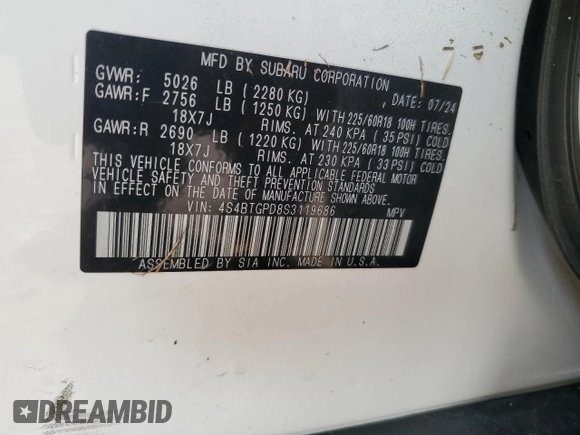 MFD BY SUBARU CORPORATION
GVWR: 5026 LB (2280 KG) , DATE: 07/24
GAWR:F 2756 LB (1250 KG) WITH 225/60R18 100H TIRES,
18X7J RIMS. AT 240 KPA (35 PSI) COLD
GAWR:R 2690 LB (1220 KG) WITH 225/60R18 100H TIRES,
18X7J RIMS. AT 230 KPA (33 PSI) COLD
THIS VEHICLE CONFORMS TO ALL APPLICABLE FEDERAL MOTOR
VEHICLE SAFETY AND THEFT PREVENTION STANDARDS
IN EFFECT ON THE DATE OF MANUFACTURE SHOWN ABOVE.
VIN: 4S4BTGPD8S3119686 MPV
ASSEMBLED BY SIA INC. MADE IN U.S.A.
DREAMBID